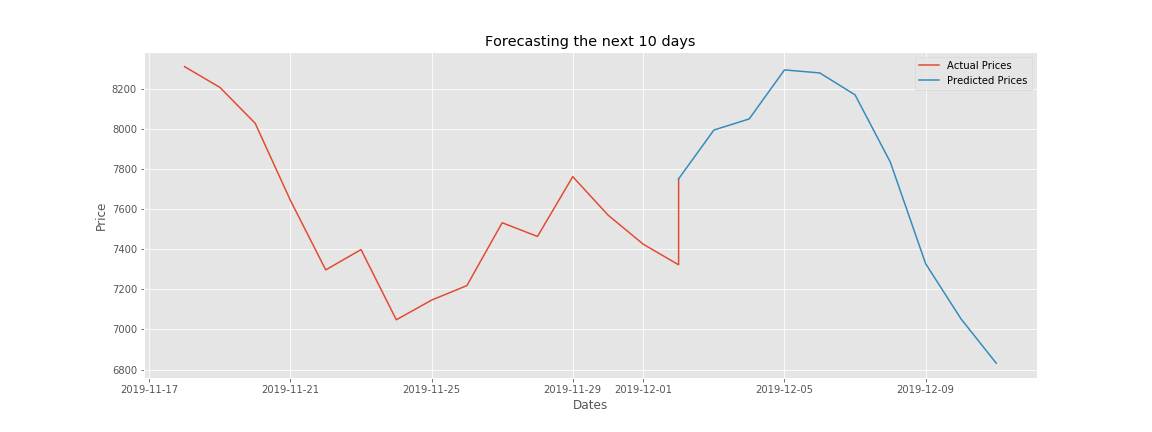 Forecasting the next 10 days
Actual Prices
Predicted Prices
8200
8000
7800
7600
7400
7200
7000
6800
Price
2019-11-17 2019-11-21 2019-11-25 2019-11-29 2019-12-01 2019-12-05 2019-12-09
Dates